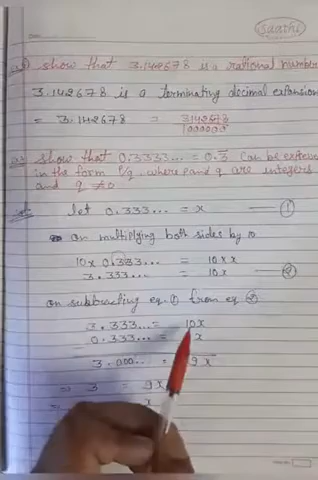 Saathi
show that 3.142678 is a rational number
3.142678 is a terminating decimal expansion
= 3.142678 = 3142678
1000000
show that 0.3333... = 0.3̅ can be
in the form P/q, where p and q are integers
and q ≠ 0
let 0.333... = x ①
on multiplying both sides by 10
10 x 0.333... = 10 x x
3.333... = 10x ②
on subtracting eq. ① from eq ②
3.333... = 10x
0.333... = x
3.000... = 9x
⇒ 3 = 9x
= x